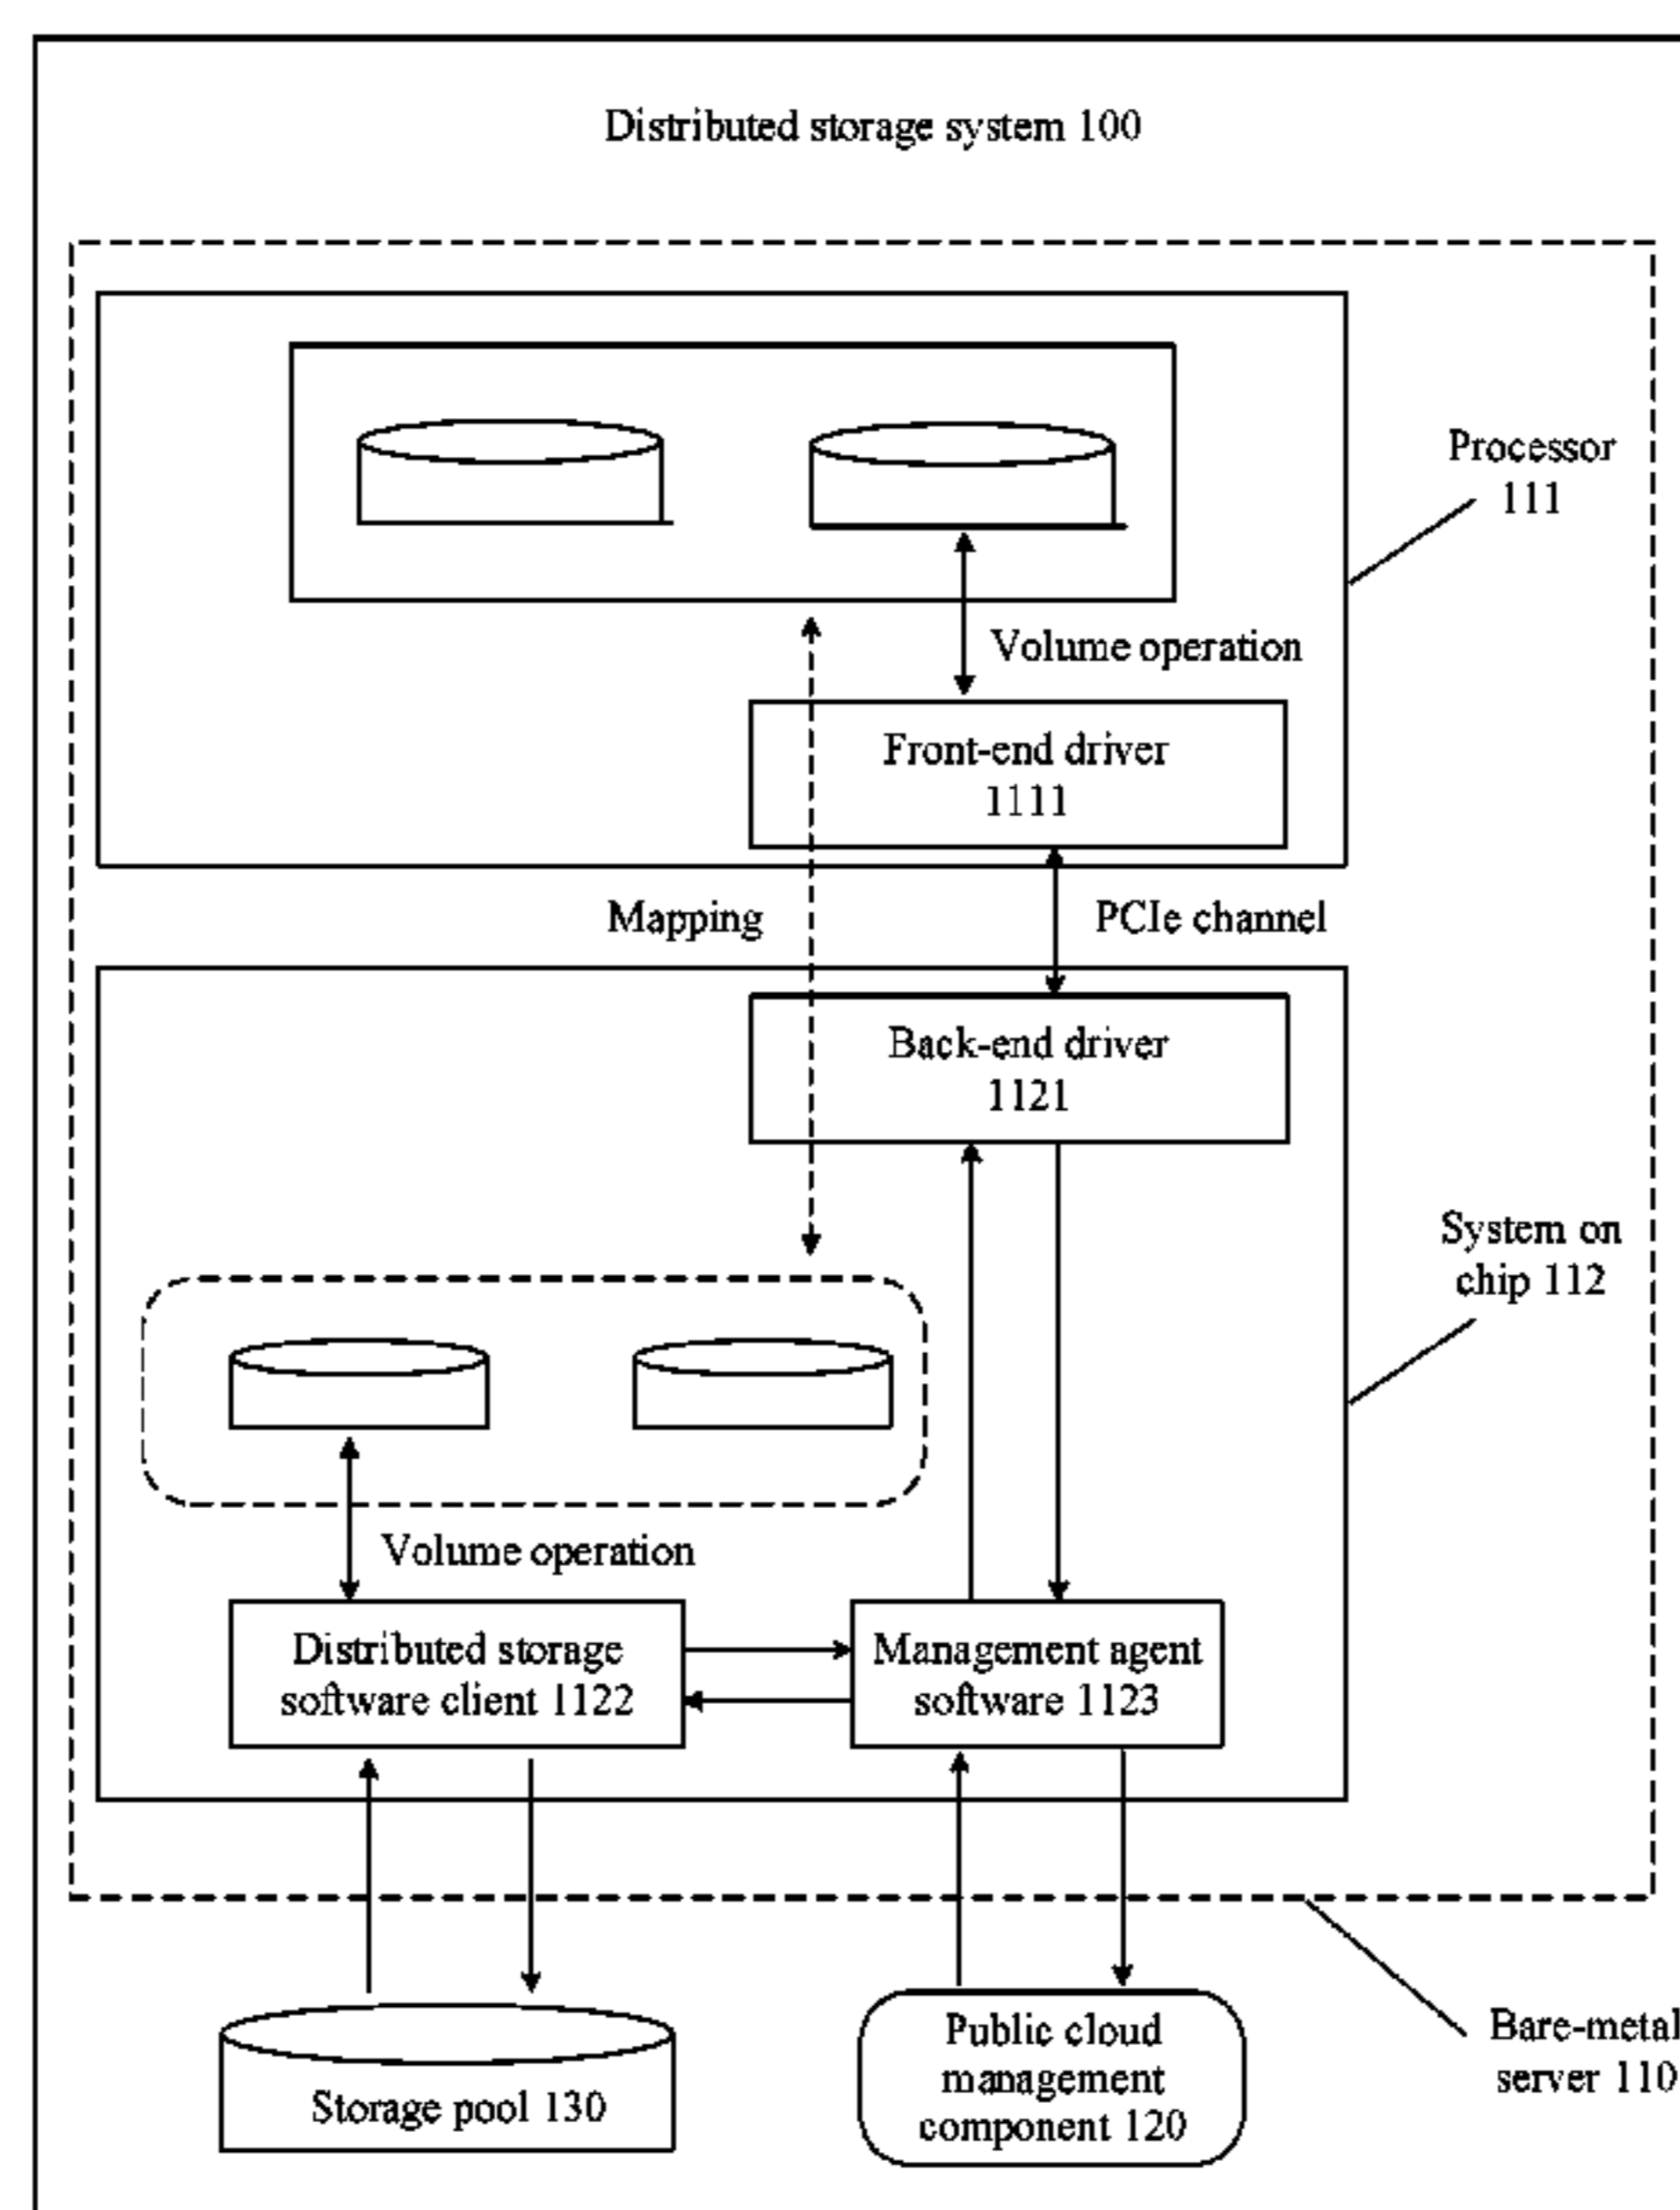 Distributed storage system 100
Processor
111
Volume operation
Front-end driver
1111
Mapping
PCIe channel
Back-end driver
1121
System on
chip 112
Volume operation
Distributed storage
software client 1122
Management agent
software 1123
Storage pool 130
Public cloud
management
component 120
Bare-metal
server 110